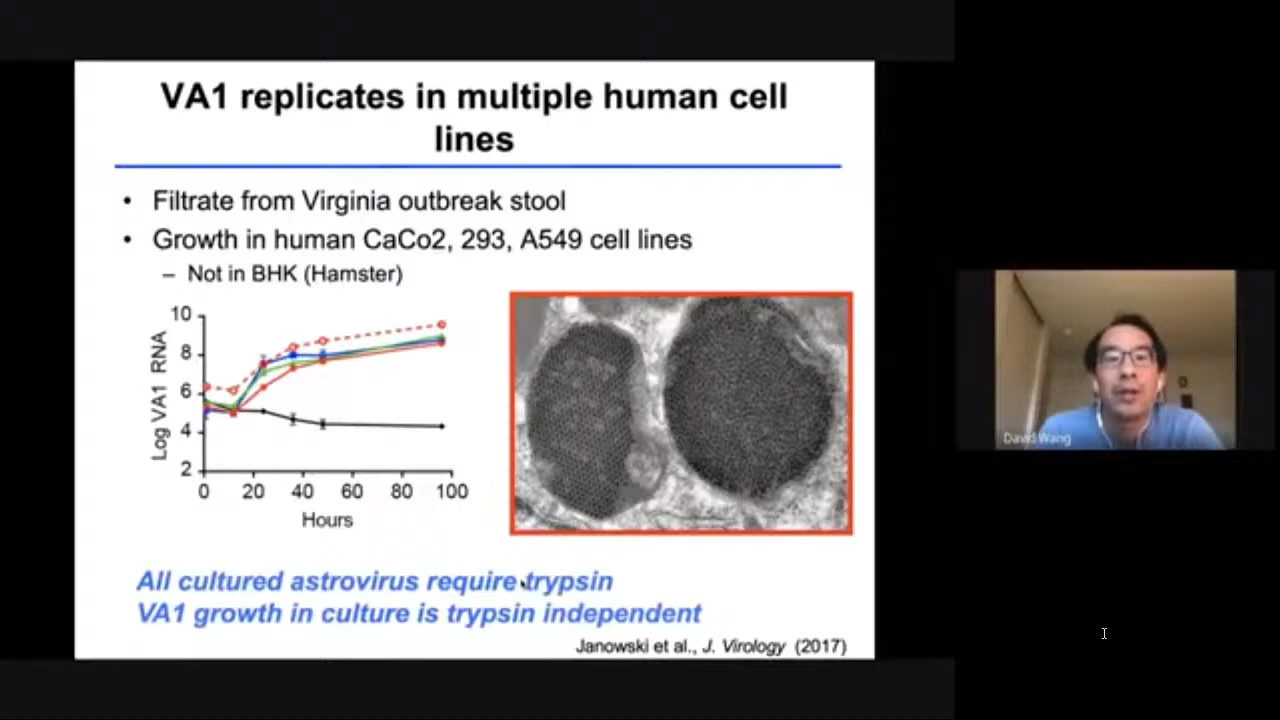 VA1 replicates in multiple human cell
lines
• Filtrate from Virginia outbreak stool
• Growth in human CaCo2, 293, A549 cell lines
– Not in BHK (Hamster)
10
8
6
4
2
Log VA1 RNA
0 20 40 60 80 100
Hours
All cultured astrovirus require trypsin
VA1 growth in culture is trypsin independent
Janowski et al., J. Virology (2017)
David Wang